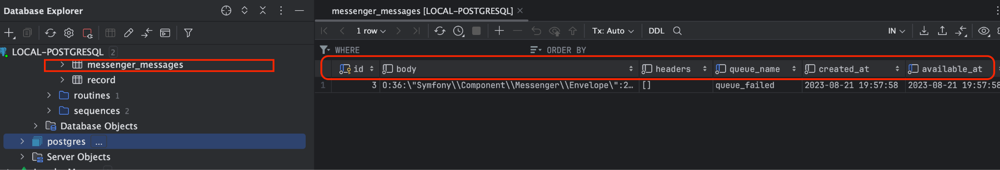 Database Explorer
LOCAL-POSTGRESQL 2
messenger_messages
record
routines 1
sequences 2
Database Objects
postgres ...
Server Objects
messenger_messages [LOCAL-POSTGRESQL]
1 row
Tx: Auto
DDL
IN
WHERE
ORDER BY
id body headers queue_name created_at available_at
1 3 O:36:\"Symfony\\Component\\Messenger\\Envelope\":2... [] queue_failed 2023-08-21 19:57:58 2023-08-21 19:57:58